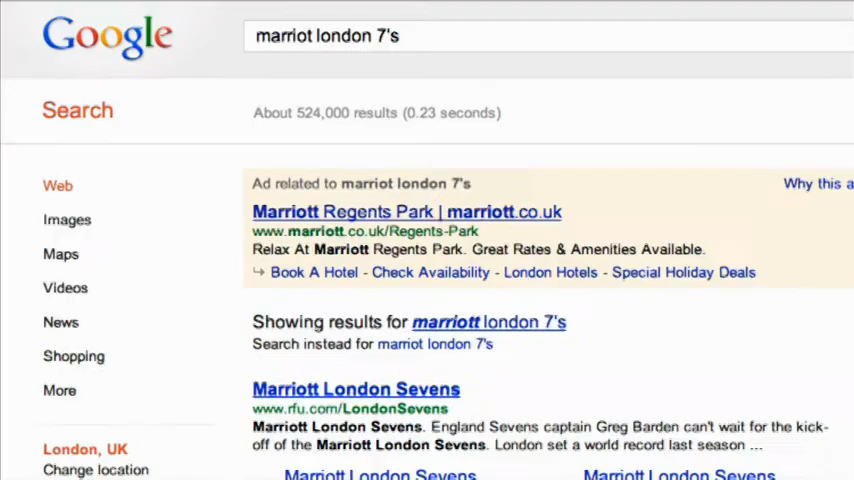 Google
marriot london 7's
Search
About 524,000 results (0.23 seconds)
Web
Images
Maps
Videos
News
Shopping
More
London, UK
Change location
Ad related to marriot london 7's
Why this a
Marriott Regents Park | marriott.co.uk
www.marriott.co.uk/Regents-Park
Relax At Marriott Regents Park. Great Rates & Amenities Available.
Book A Hotel - Check Availability - London Hotels - Special Holiday Deals
Showing results for marriott london 7's
Search instead for marriot london 7's
Marriott London Sevens
www.rfu.com/LondonSevens
Marriott London Sevens. England Sevens captain Greg Barden can't wait for the kick-
off of the Marriott London Sevens. London set a world record last season ...
Marriott London Sevens
Marriott London Sevens